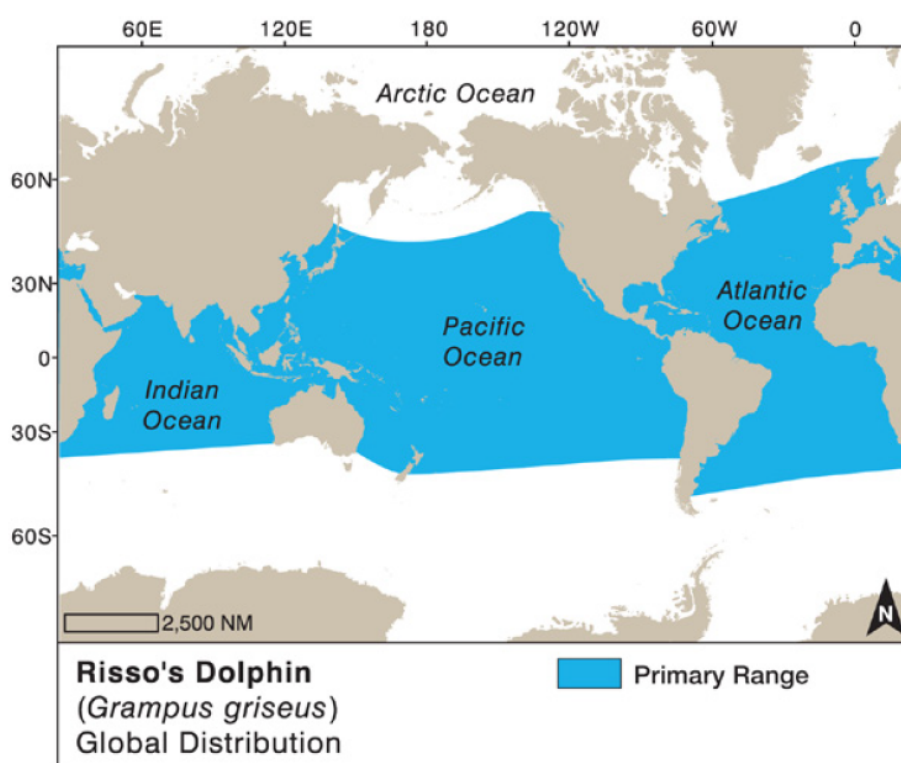 60E 120E 180 120W 60W 0
Arctic Ocean
60N
30N
Atlantic
Ocean
Pacific
Ocean
0
Indian
Ocean
30S
60S
2,500 NM
N
Risso's Dolphin
(Grampus griseus)
Global Distribution
Primary Range